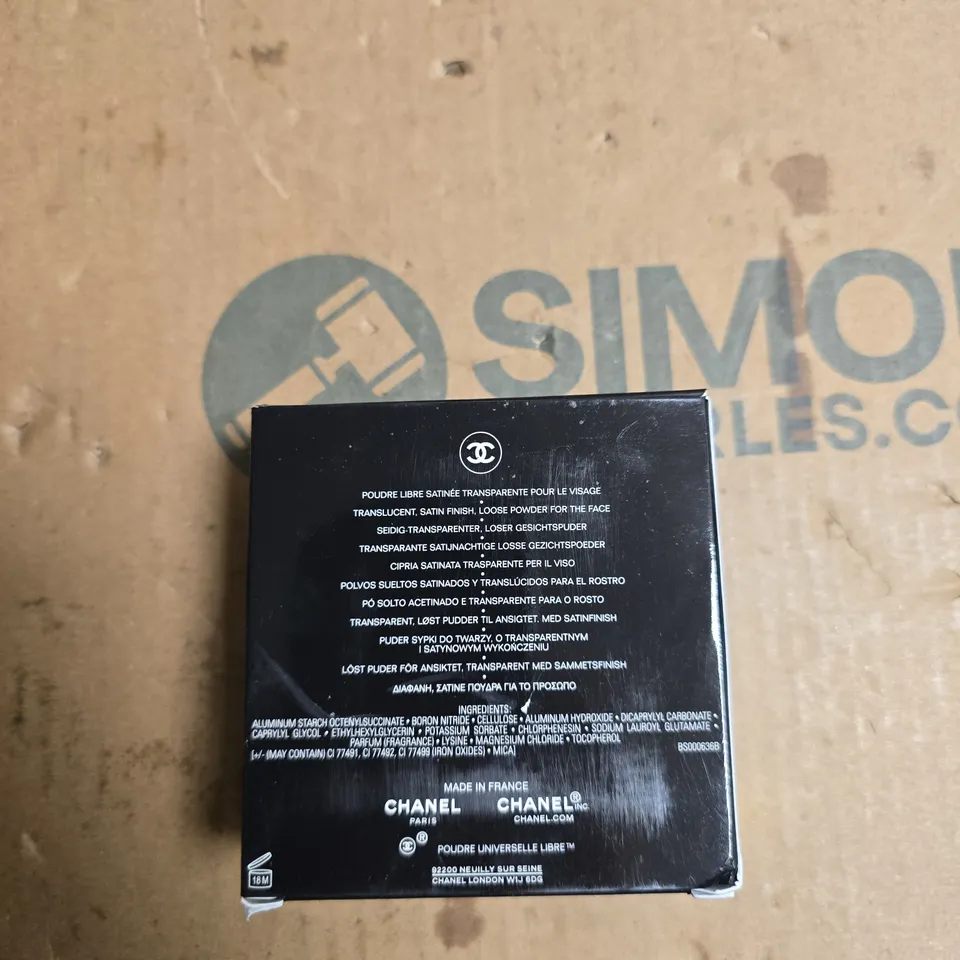 SIMO
RLES.C
POUDRE LIBRE SATINÉE TRANSPARENTE POUR LE VISAGE
TRANSLUCENT, SATIN FINISH, LOOSE POWDER FOR THE FACE
SEIDIG-TRANSPARENTER, LOSER GESICHTSPUDER
TRANSPARANTE SATIJNACHTIGE LOSSE GEZICHTSPOEDER
CIPRIA SATINATA TRASPARENTE PER IL VISO
POLVOS SUELTOS SATINADOS Y TRANSLÚCIDOS PARA EL ROSTRO
PÓ SOLTO ACETINADO E TRANSPARENTE PARA O ROSTO
TRANSPARENT, LØST PUDDER TIL ANSIGTET. MED SATINFINISH
PUDER SYPKI DO TWARZY, O TRANSPARENTNYM
I SATYNOWYM WYKOŃCZENIU
LÖST PUDER FÖR ANSIKTET, TRANSPARENT MED SAMMETSFINISH
ΔΙΑΦΑΝΗ, ΣΑΤΙΝΕ ΠΟΥΔΡΑ ΓΙΑ ΤΟ ΠΡΟΣΩΠΟ
INGREDIENTS:
ALUMINUM STARCH OCTENYLSUCCINATE • BORON NITRIDE • CELLULOSE • ALUMINUM HYDROXIDE • DICAPRYLYL CARBONATE •
CAPRYLYL GLYCOL • ETHYLHEXYLGLYCERIN • POTASSIUM SORBATE • CHLORPHENESIN • SODIUM LAUROYL GLUTAMATE •
PARFUM (FRAGRANCE) • LYSINE • MAGNESIUM CHLORIDE • TOCOPHEROL
[+/- (MAY CONTAIN) CI 77491, CI 77492, CI 77499 (IRON OXIDES) • MICA] BS000636B
MADE IN FRANCE
CHANEL CHANEL® INC.
PARIS CHANEL.COM
® POUDRE UNIVERSELLE LIBRE™
92200 NEUILLY SUR SEINE
CHANEL LONDON W1J 6DG
18 M